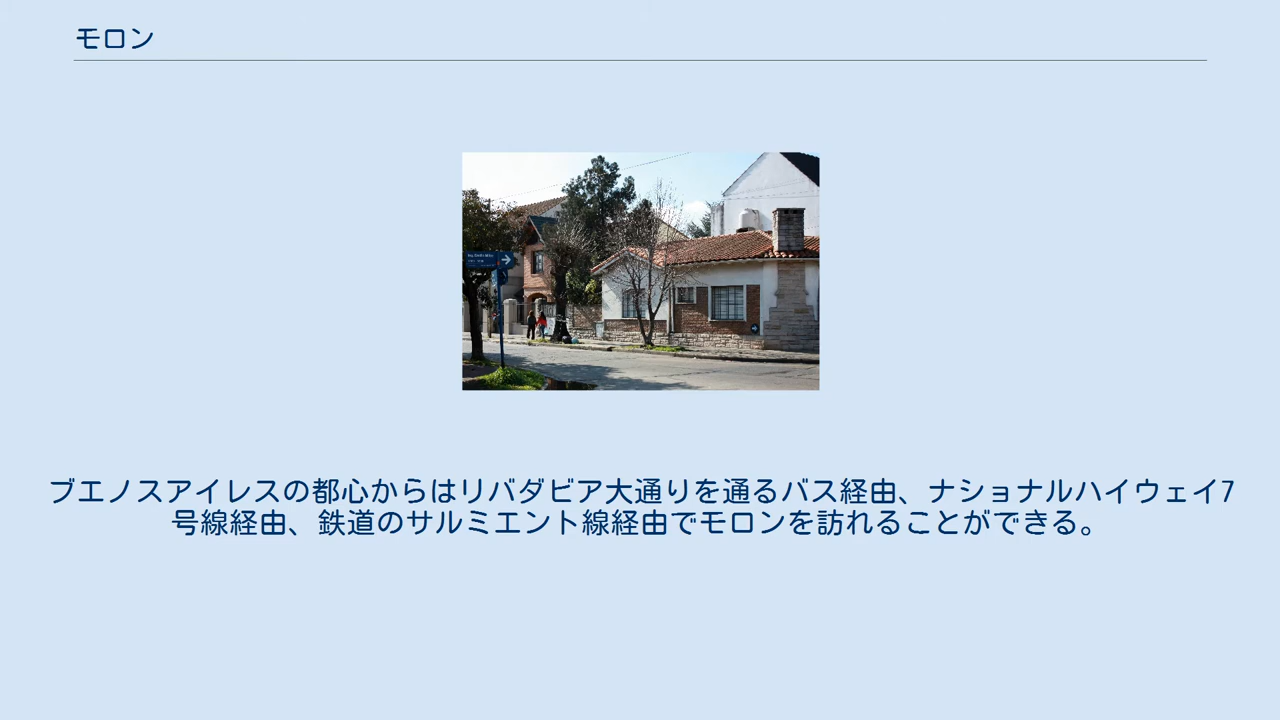 モロン
ブエノスアイレスの都心からはリバダビア大通りを通るバス経由、ナショナルハイウェイ7
号線経由、鉄道のサルミエント線経由でモロンを訪れることができる。